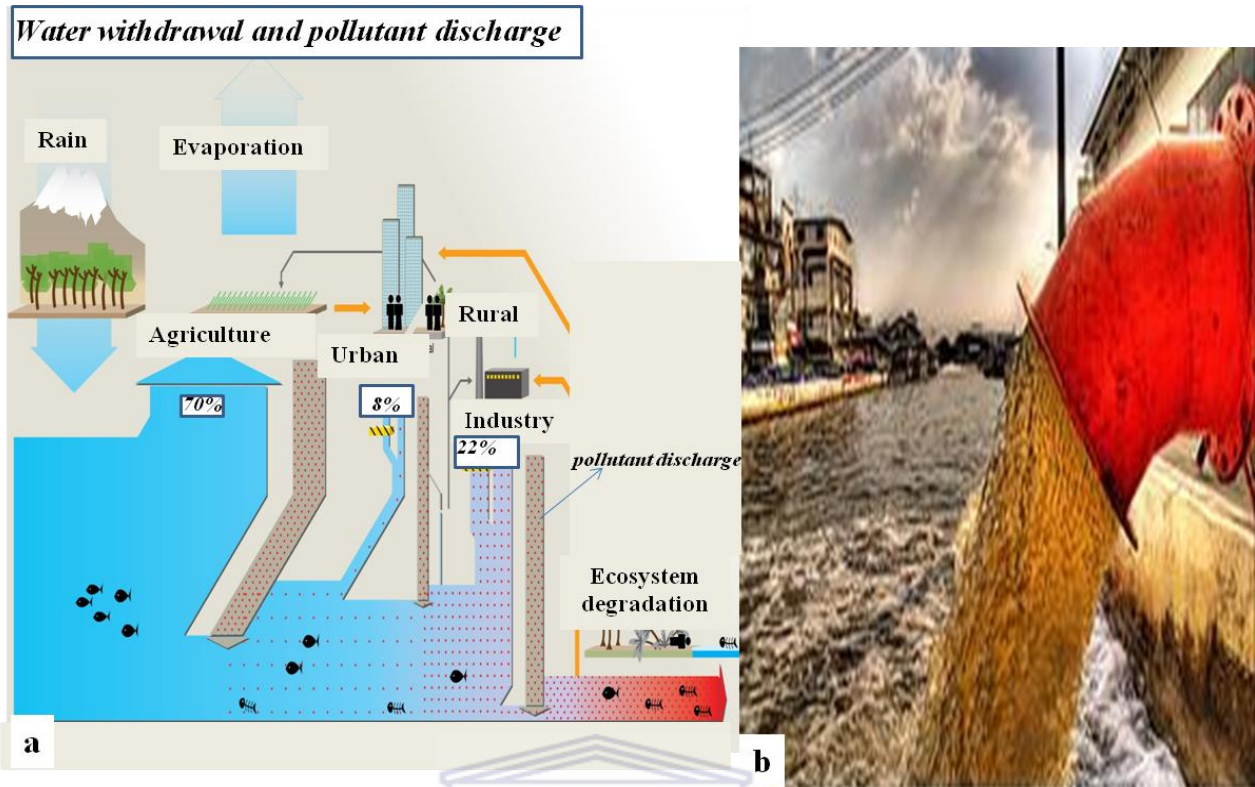 Water withdrawal and pollutant discharge
Rain
Evaporation
Agriculture
Rural
Urban
70%
8%
Industry
22%
pollutant discharge
Ecosystem
degradation
a
b